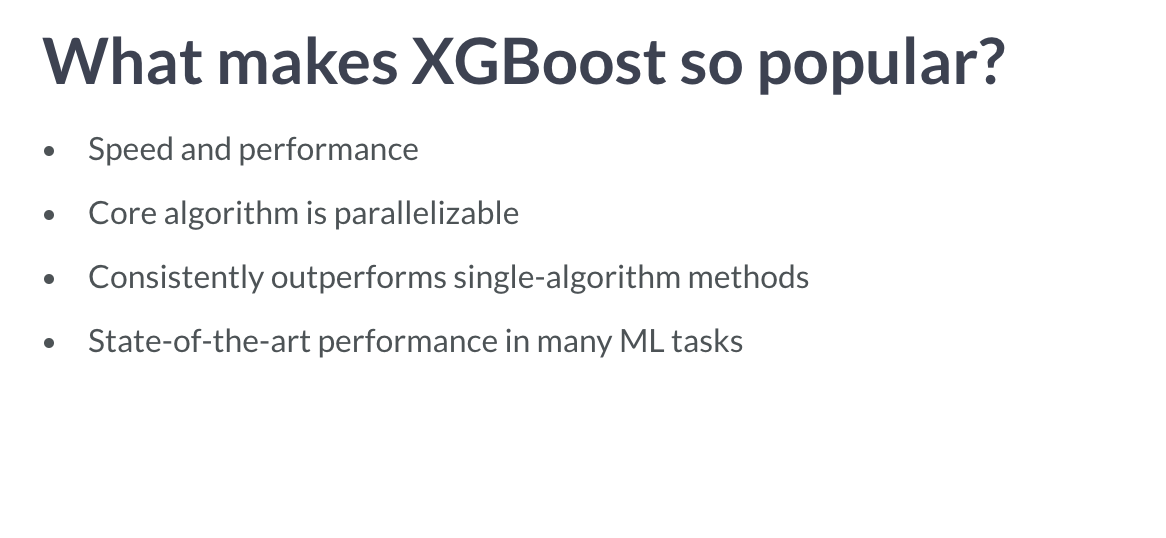 What makes XGBoost so popular?
• Speed and performance
• Core algorithm is parallelizable
• Consistently outperforms single-algorithm methods
• State-of-the-art performance in many ML tasks